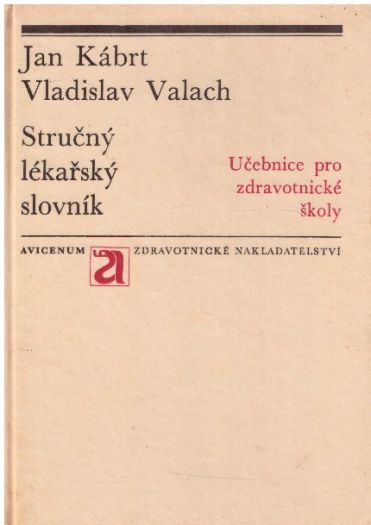 Jan Kábrt
Vladislav Valach
Stručný
lékařský
slovník
Učebnice pro
zdravotnické
školy
AVICENUM a ZDRAVOTNICKÉ NAKLADATELSTVÍ